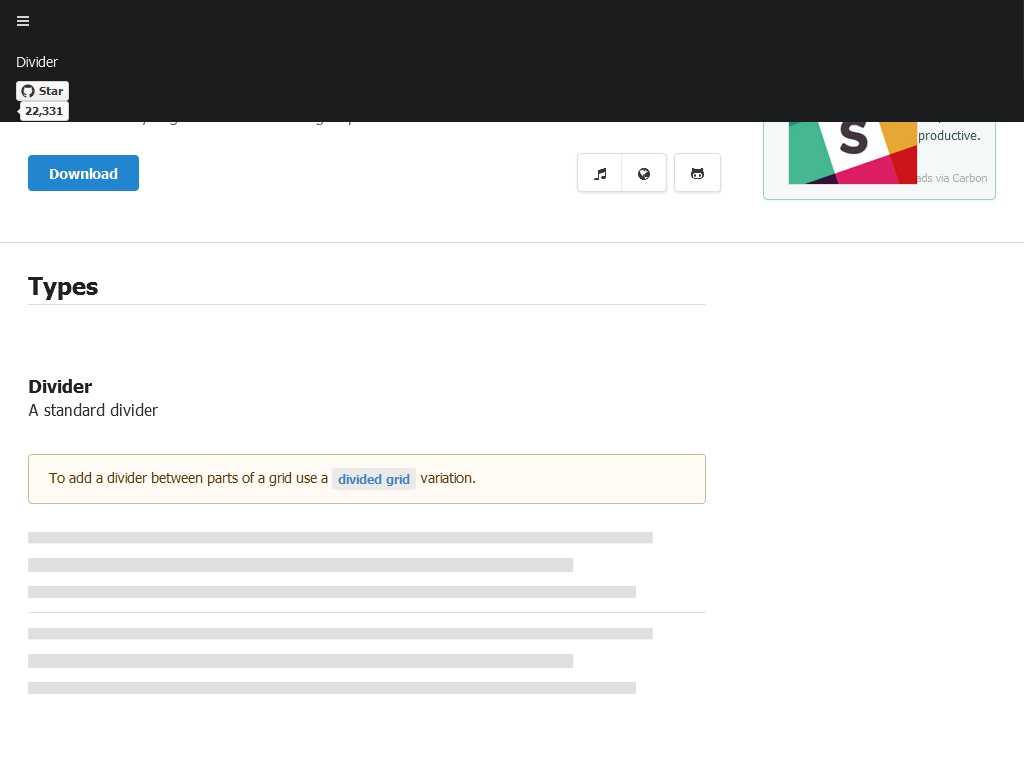 Divider
Star
22,331
productive.
ads via Carbon
Download
Types
Divider
A standard divider
To add a divider between parts of a grid use a divided grid variation.